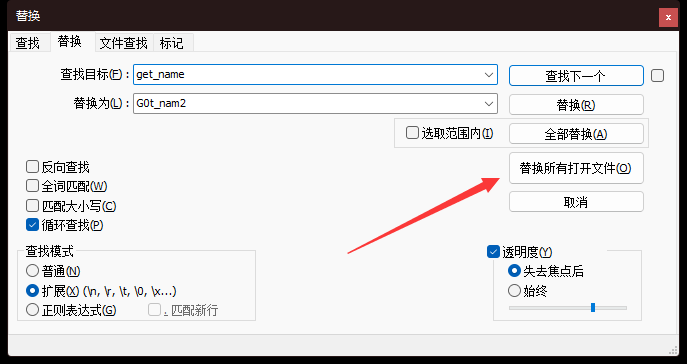 替换
查找 替换 文件查找 标记
查找目标(F) : get_name 查找下一个
替换为(L) : G0t_nam2 替换(R)
选取范围内(I) 全部替换(A)
反向查找 替换所有打开文件(O)
全词匹配(W)
匹配大小写(C) 取消
循环查找(P)
查找模式 透明度(Y)
普通(N) 失去焦点后
扩展(X) (\n, \r, \t, \0, \x...) 始终
正则表达式(G) . 匹配新行